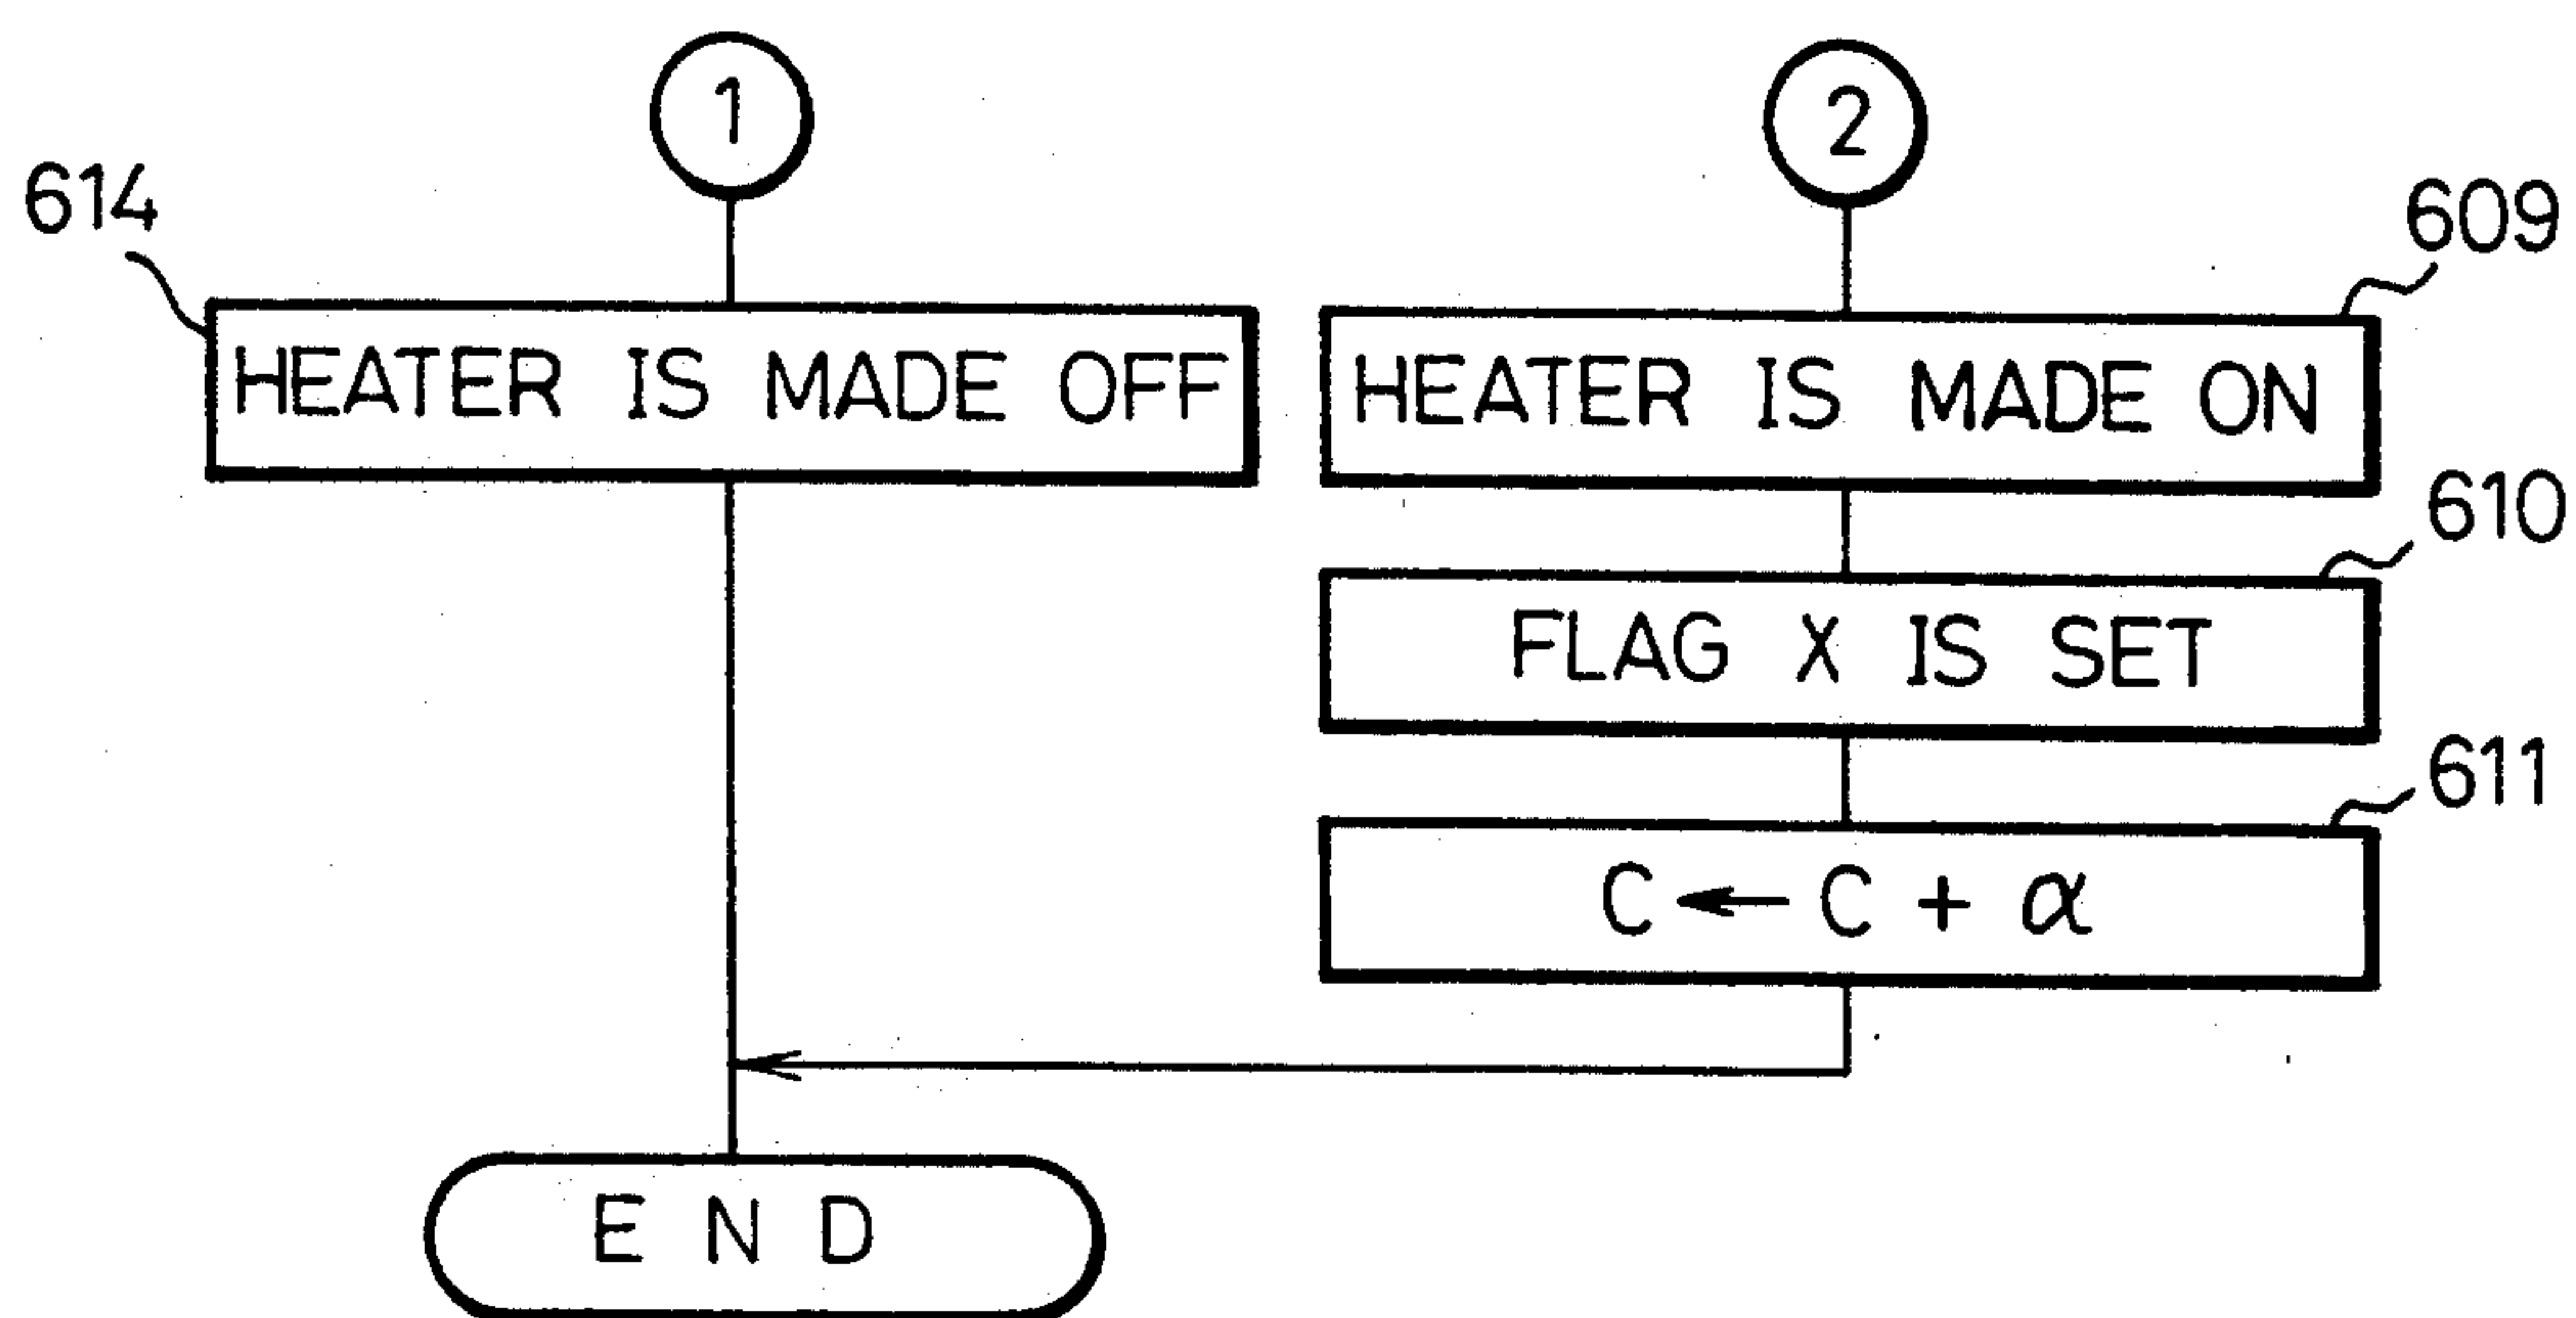 1
2
614
609
HEATER IS MADE OFF
HEATER IS MADE ON
610
FLAG X IS SET
611
C ← C + α
END